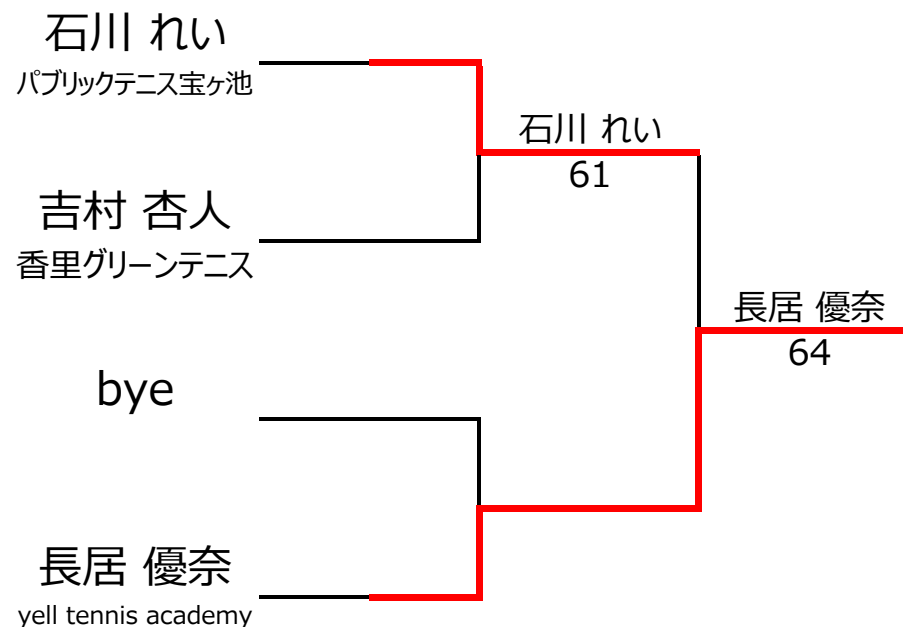 石川 れい
パブリックテニス宝ヶ池
石川 れい
61
吉村 杏人
香里グリーンテニス
長居 優奈
64
bye
長居 優奈
yell tennis academy